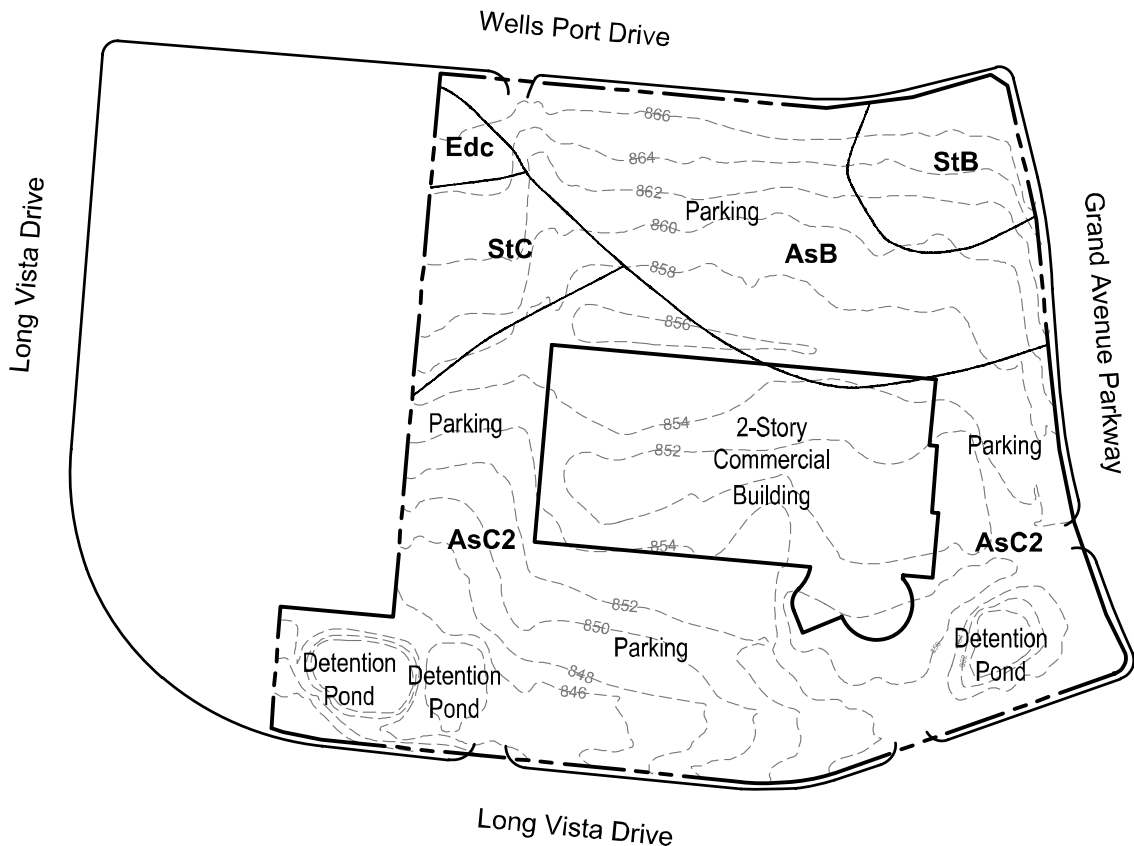 Wells Port Drive
866
Edc
864
StB
862
Parking
Long Vista Drive
860
StC
AsB
Grand Avenue Parkway
858
856
Parking
854
2-Story
852
Commercial
Building
Parking
AsC2
854
AsC2
852
850
Parking
Detention
Pond
Detention
Pond
848
846
Detention
Pond
Long Vista Drive